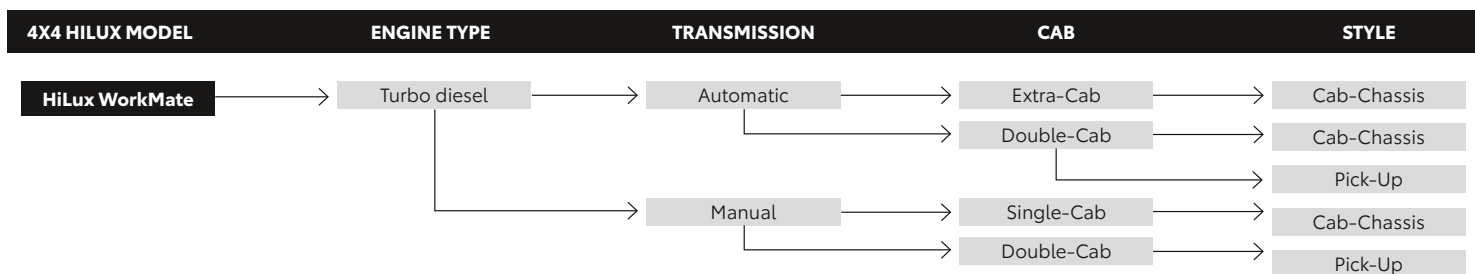 4X4 HILUX MODEL ENGINE TYPE TRANSMISSION CAB STYLE
HiLux WorkMate Turbo diesel Automatic Extra-Cab Cab-Chassis
Double-Cab Cab-Chassis
Pick-Up
Manual Single-Cab Cab-Chassis
Double-Cab Pick-Up